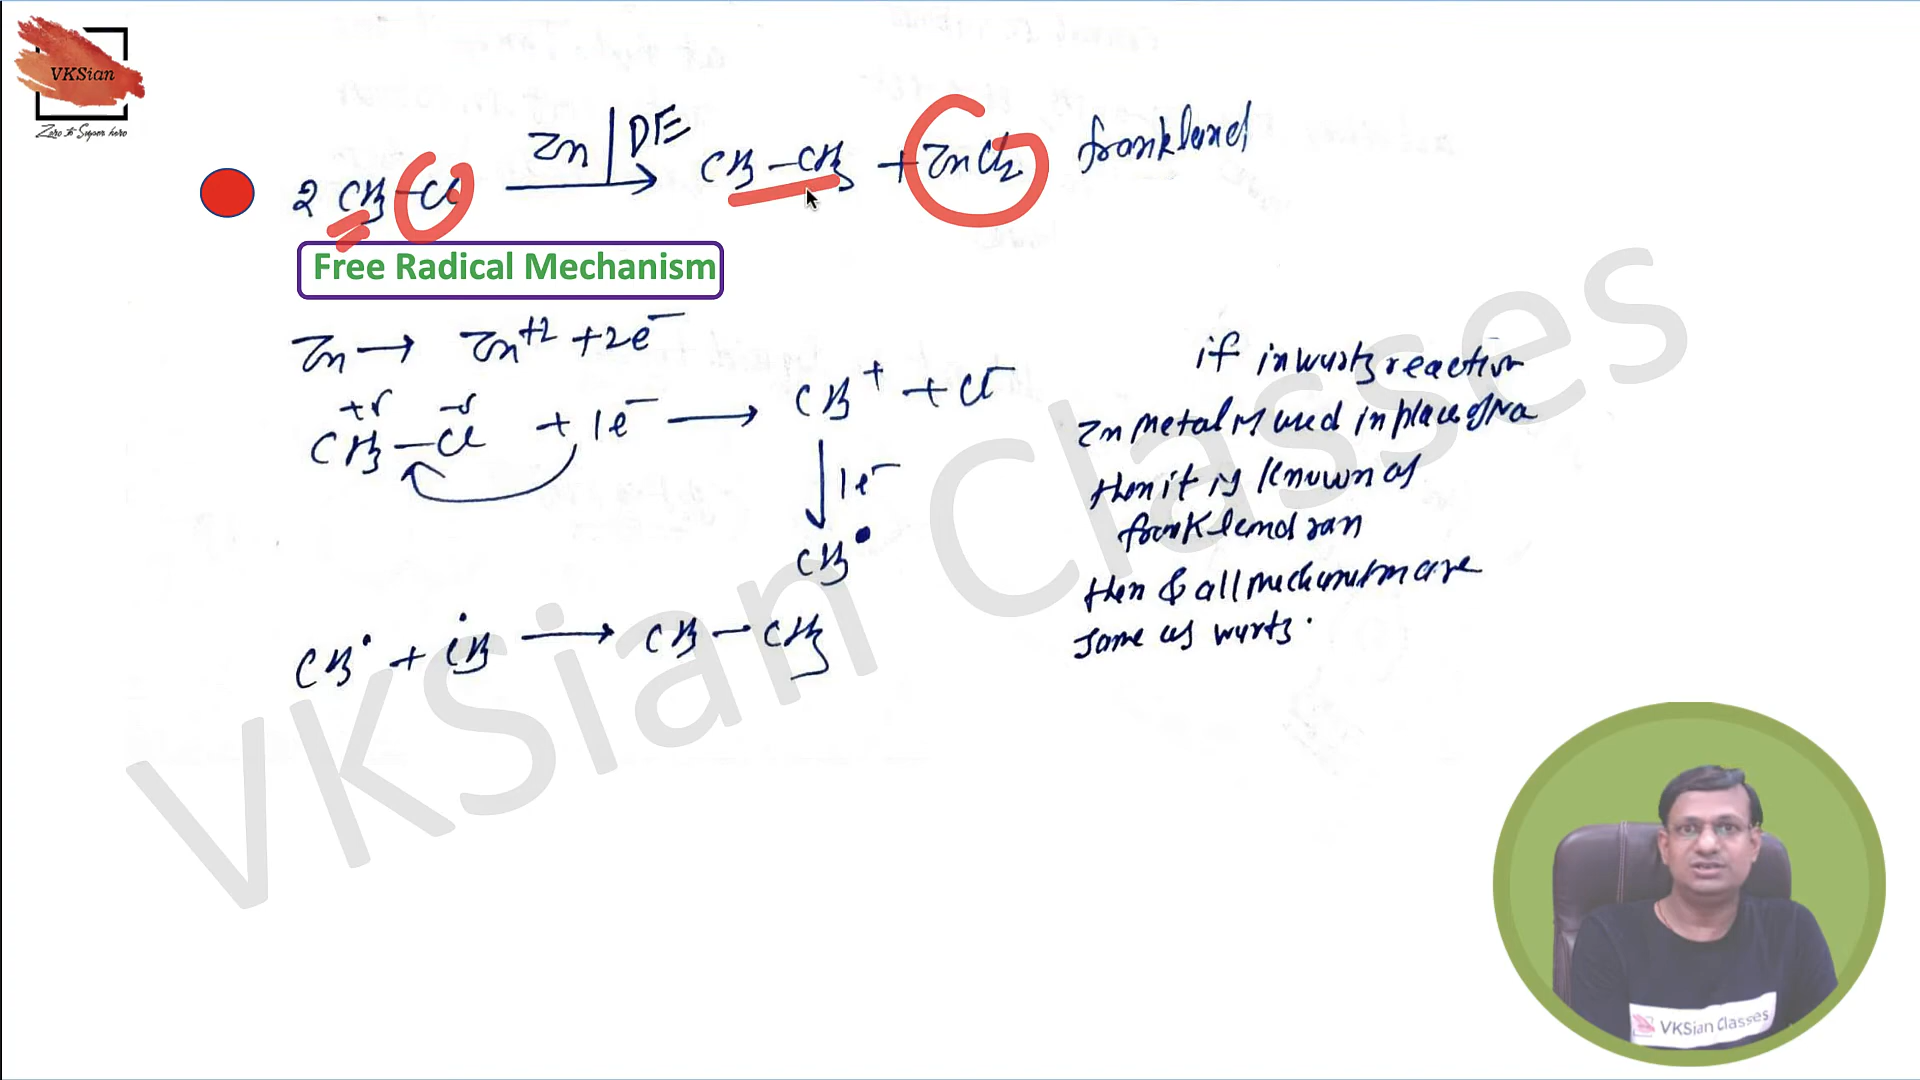 VKSian
Zero to Super hero
2 CH3-Cl Zn | DE CH3-CH3 + ZnCl2 frankland
Free Radical Mechanism
Zn → Zn+2 + 2e-
+δ -δ
CH3-Cl + 1e- → CH3+ + Cl-
1e-
CH3•
CH3• + ĊH3 → CH3-CH3
if in wurtz reaction
Zn metal is used in place of Na
then it is known as
frankland rxn
then & all mechanism are
same as wurtz.
VKSian Classes
VKSian Classes